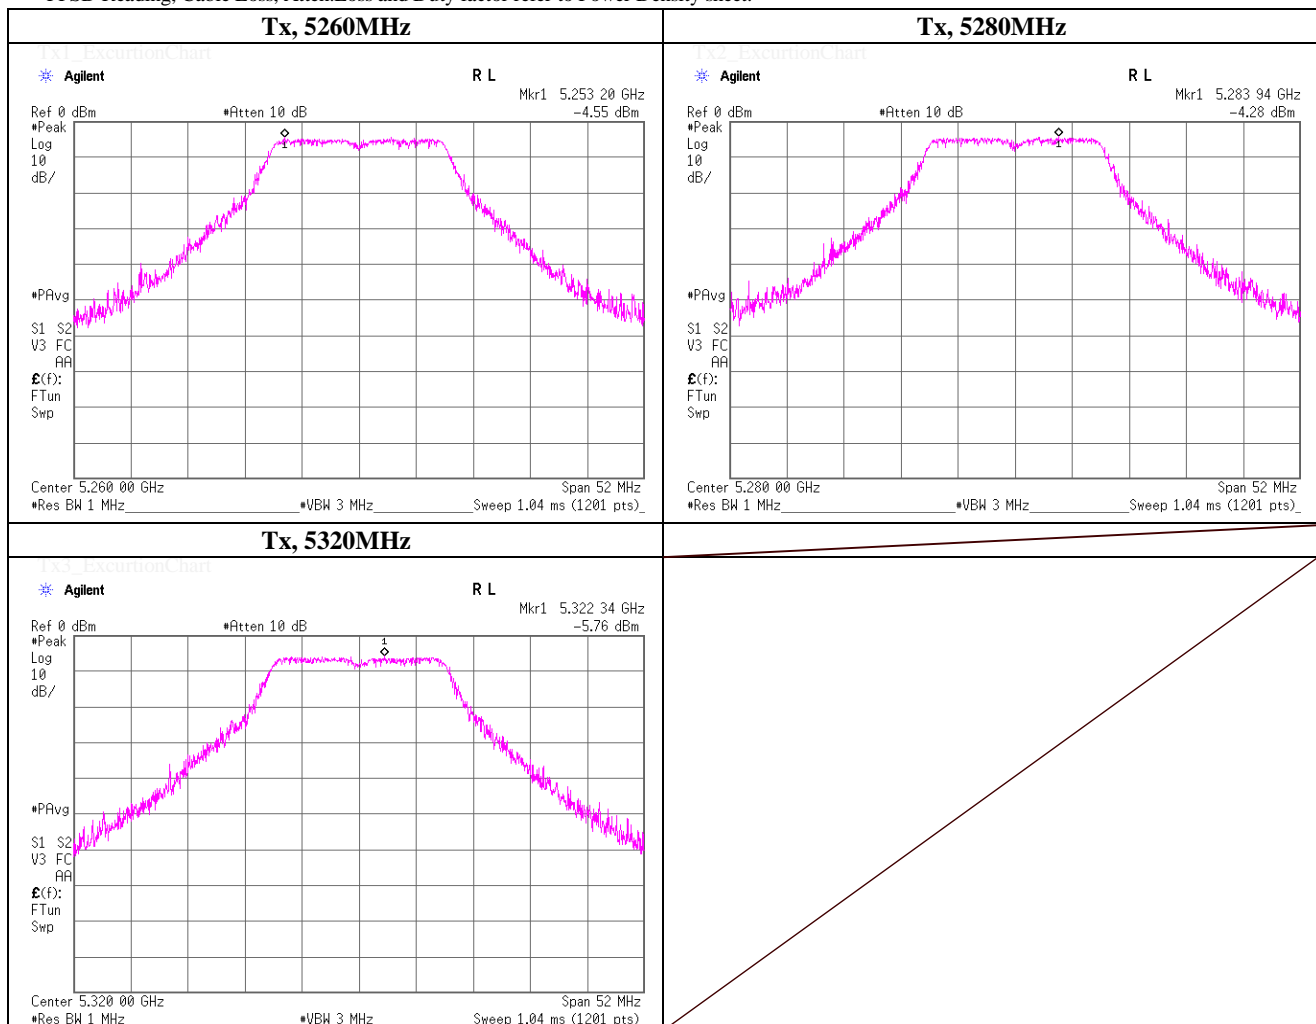 Tx, 5260MHz
Tx1_ExcurtionChart
Agilent
R L
Mkr1 5.253 20 GHz
Ref 0 dBm
#Atten 10 dB
-4.55 dBm
#Peak
Log
10
dB/
1
#PAvg
S1 S2
V3 FC
AA
£(f):
FTun
Swp
Center 5.260 00 GHz
Span 52 MHz
#Res BW 1 MHz
#VBW 3 MHz
Sweep 1.04 ms (1201 pts)
Tx, 5280MHz
Tx2_ExcurtionChart
Agilent
R L
Mkr1 5.283 94 GHz
Ref 0 dBm
#Atten 10 dB
-4.28 dBm
#Peak
Log
10
dB/
1
#PAvg
S1 S2
V3 FC
AA
£(f):
FTun
Swp
Center 5.280 00 GHz
Span 52 MHz
#Res BW 1 MHz
#VBW 3 MHz
Sweep 1.04 ms (1201 pts)
Tx, 5320MHz
Tx3_ExcurtionChart
Agilent
R L
Mkr1 5.322 34 GHz
Ref 0 dBm
#Atten 10 dB
-5.76 dBm
#Peak
Log
10
dB/
1
#PAvg
S1 S2
V3 FC
AA
£(f):
FTun
Swp
Center 5.320 00 GHz
Span 52 MHz
#Res BW 1 MHz
#VBW 3 MHz
Sweep 1.04 ms (1201 pts)